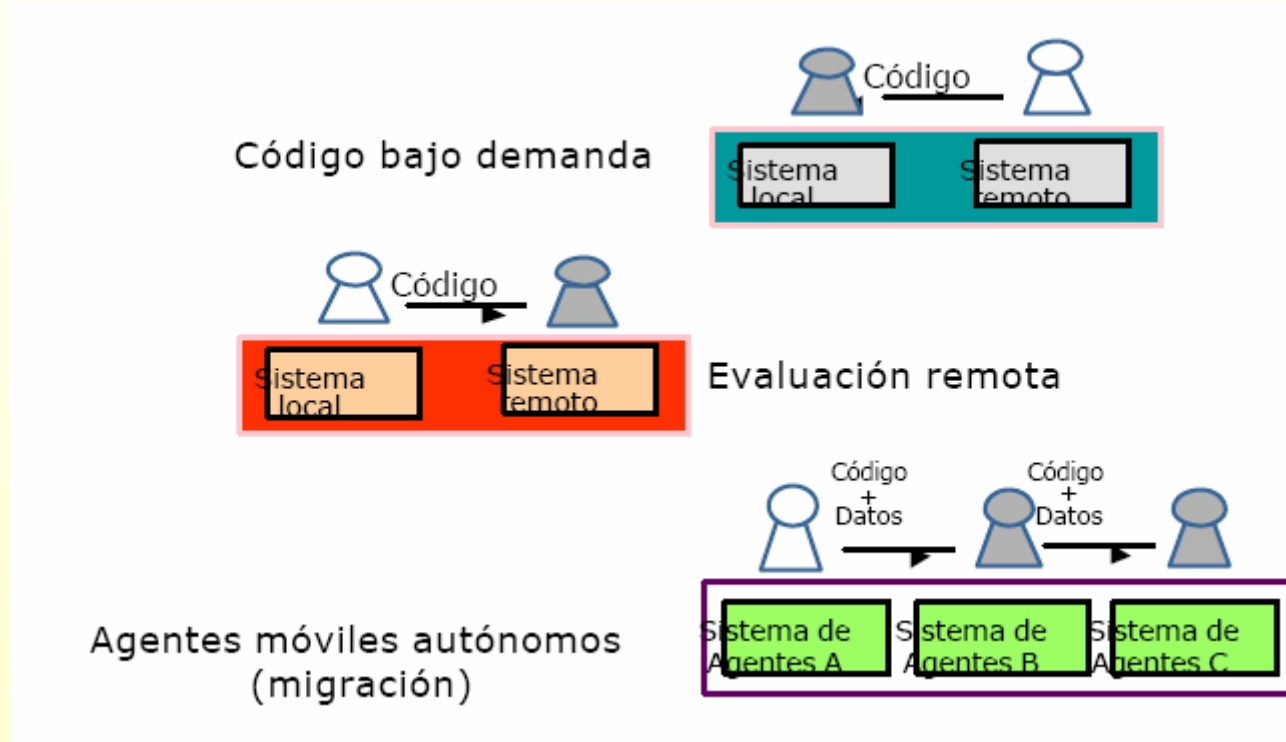 Código
Código bajo demanda
Sistema
local
Sistema
remoto
Código
Sistema
local
Sistema
remoto
Evaluación remota
Código
+
Datos
Código
+
Datos
Agentes móviles autónomos
(migración)
Sistema de
Agentes A
Sistema de
Agentes B
Sistema de
Agentes C